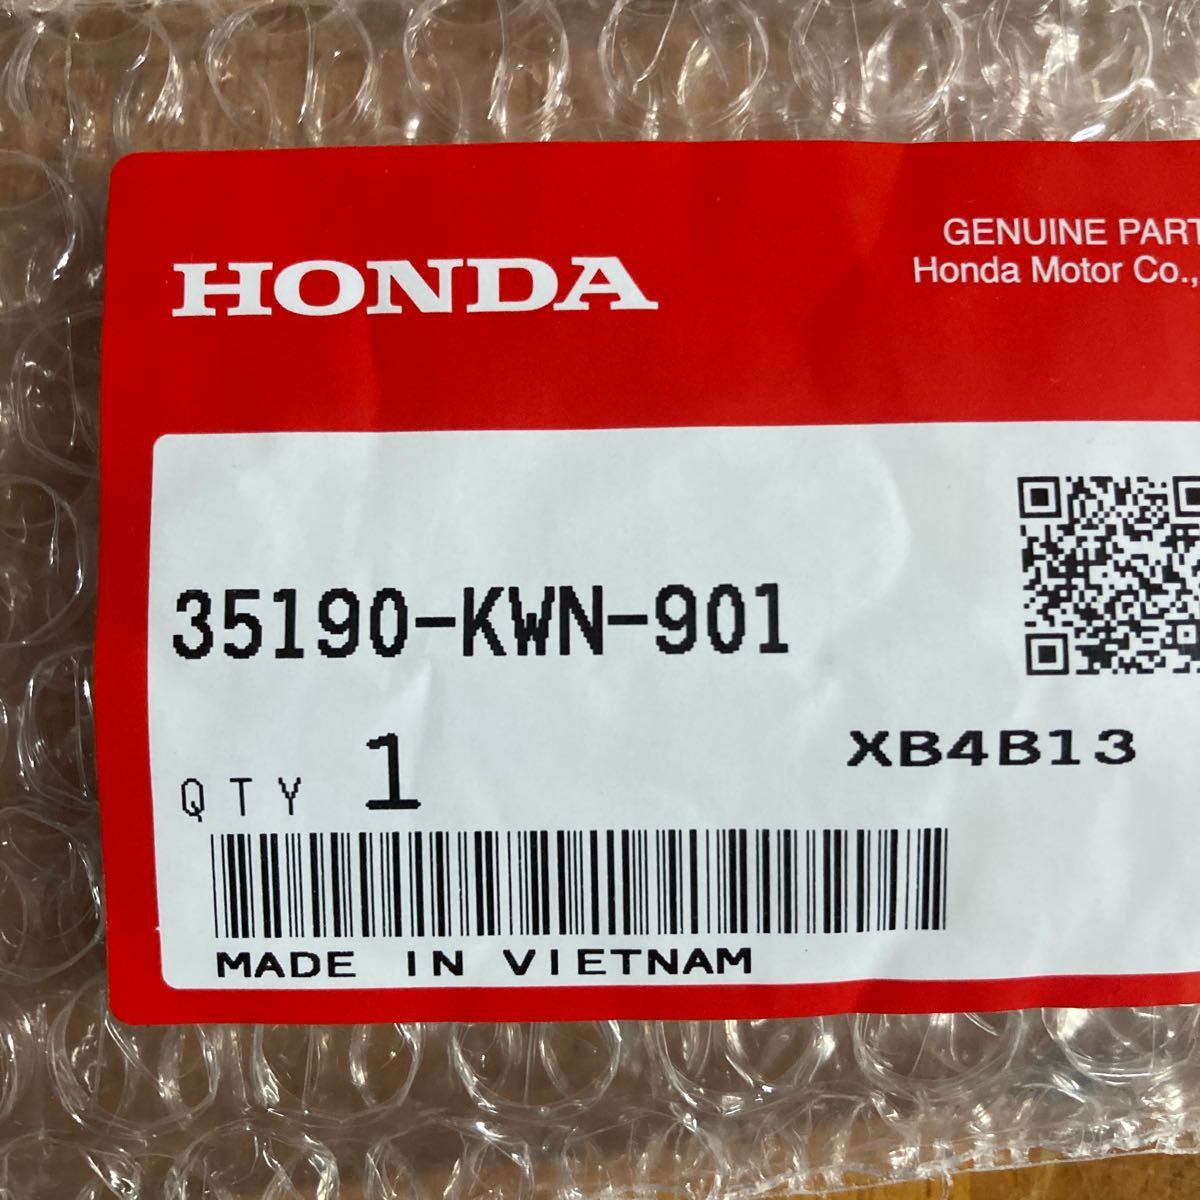 HONDA
GENUINE PART
Honda Motor Co.,
35190-KWN-901
XB4B13
QTY 1
MADE IN VIETNAM